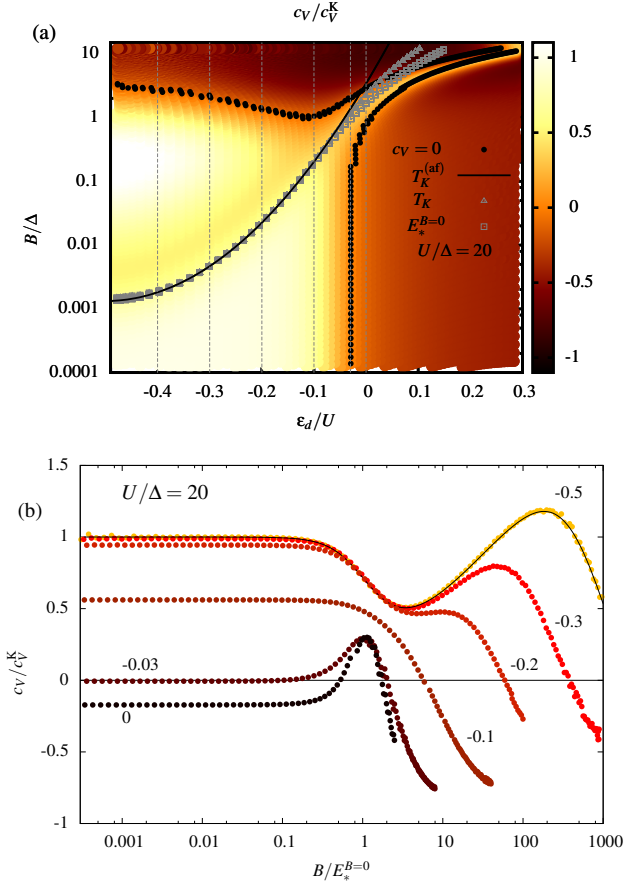 c_V/c_V^K
(a)
10
1
0.1
0.01
0.001
0.0001
B/Δ
-0.4
-0.3
-0.2
-0.1
0
0.1
0.2
0.3
ε_d/U
c_V = 0
T_K^(af)
T_K
E_*^{B=0}
U/Δ = 20
1
0.5
0
-0.5
-1
(b)
U/Δ = 20
1.5
1
0.5
0
-0.5
-1
c_V/c_V^K
-0.5
-0.3
-0.2
-0.1
-0.03
0
0.001
0.01
0.1
1
10
100
1000
B/E_*^{B=0}